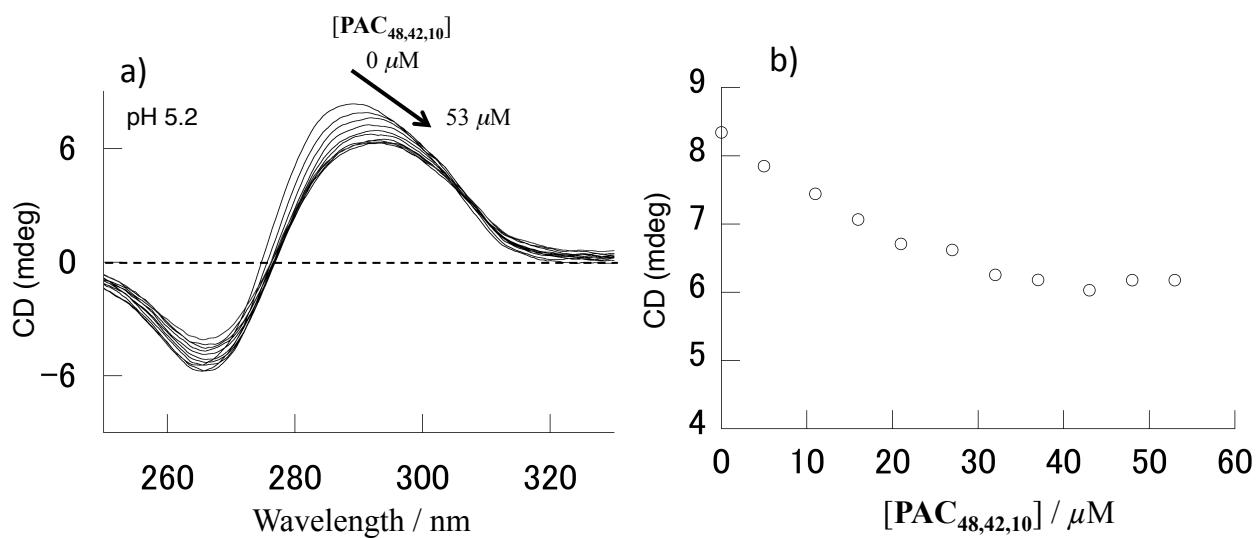 a)
[PAC48,42,10]
0 μM
53 μM
pH 5.2
CD (mdeg)
6
0
−6
260 280 300 320
Wavelength / nm
b)
CD (mdeg)
9
8
7
6
5
4
0 10 20 30 40 50 60
[PAC48,42,10] / μM